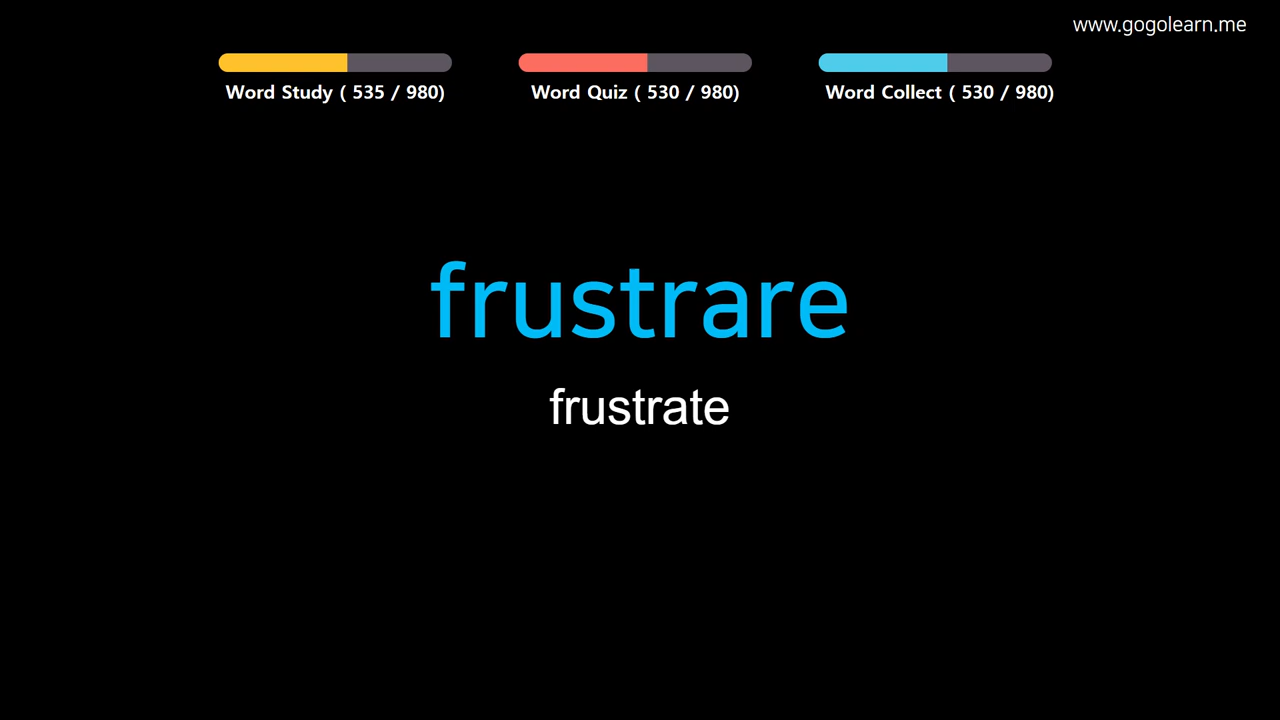 www.gogolearn.me
Word Study ( 535 / 980)
Word Quiz ( 530 / 980)
Word Collect ( 530 / 980)
frustrare
frustrate